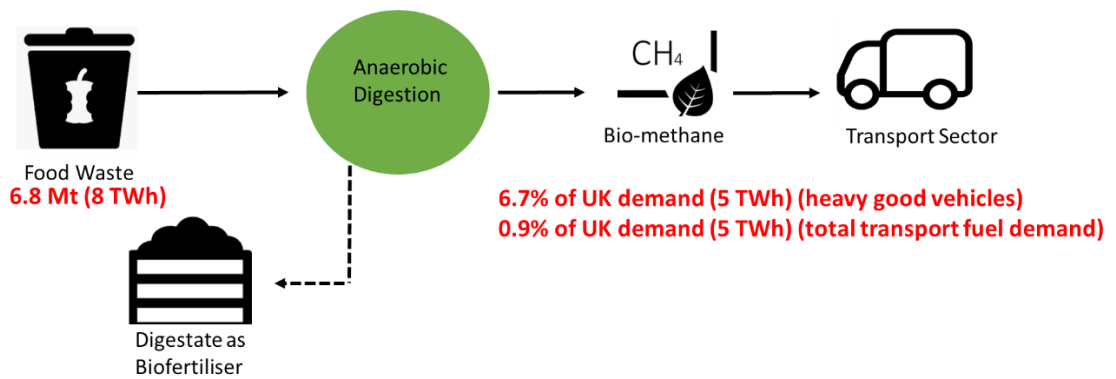 Anaerobic
Digestion
CH₄
Bio-methane
Transport Sector
Food Waste
6.8 Mt (8 TWh)
6.7% of UK demand (5 TWh) (heavy good vehicles)
0.9% of UK demand (5 TWh) (total transport fuel demand)
Digestate as
Biofertiliser